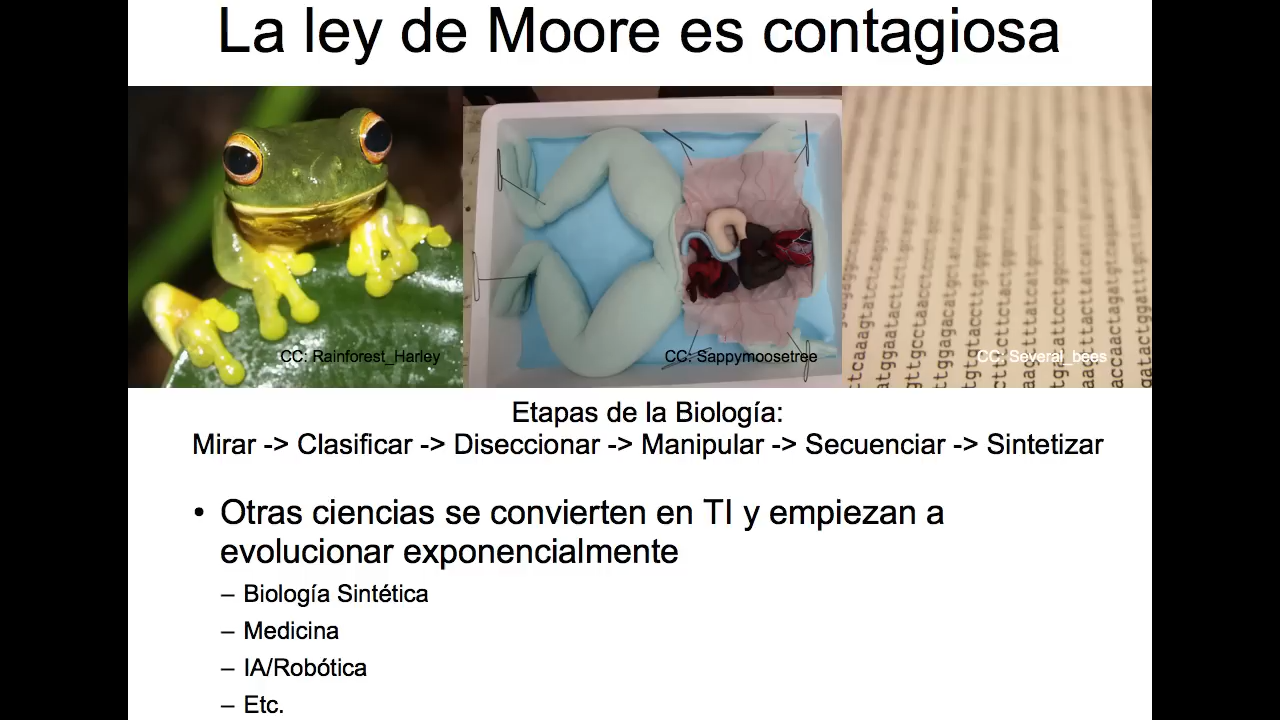 La ley de Moore es contagiosa
CC: Rainforest_Harley
CC: Sappymoosetree
CC: Several_bees
Etapas de la Biología:
Mirar -> Clasificar -> Diseccionar -> Manipular -> Secuenciar -> Sintetizar
• Otras ciencias se convierten en TI y empiezan a
evolucionar exponencialmente
– Biología Sintética
– Medicina
– IA/Robótica
– Etc.